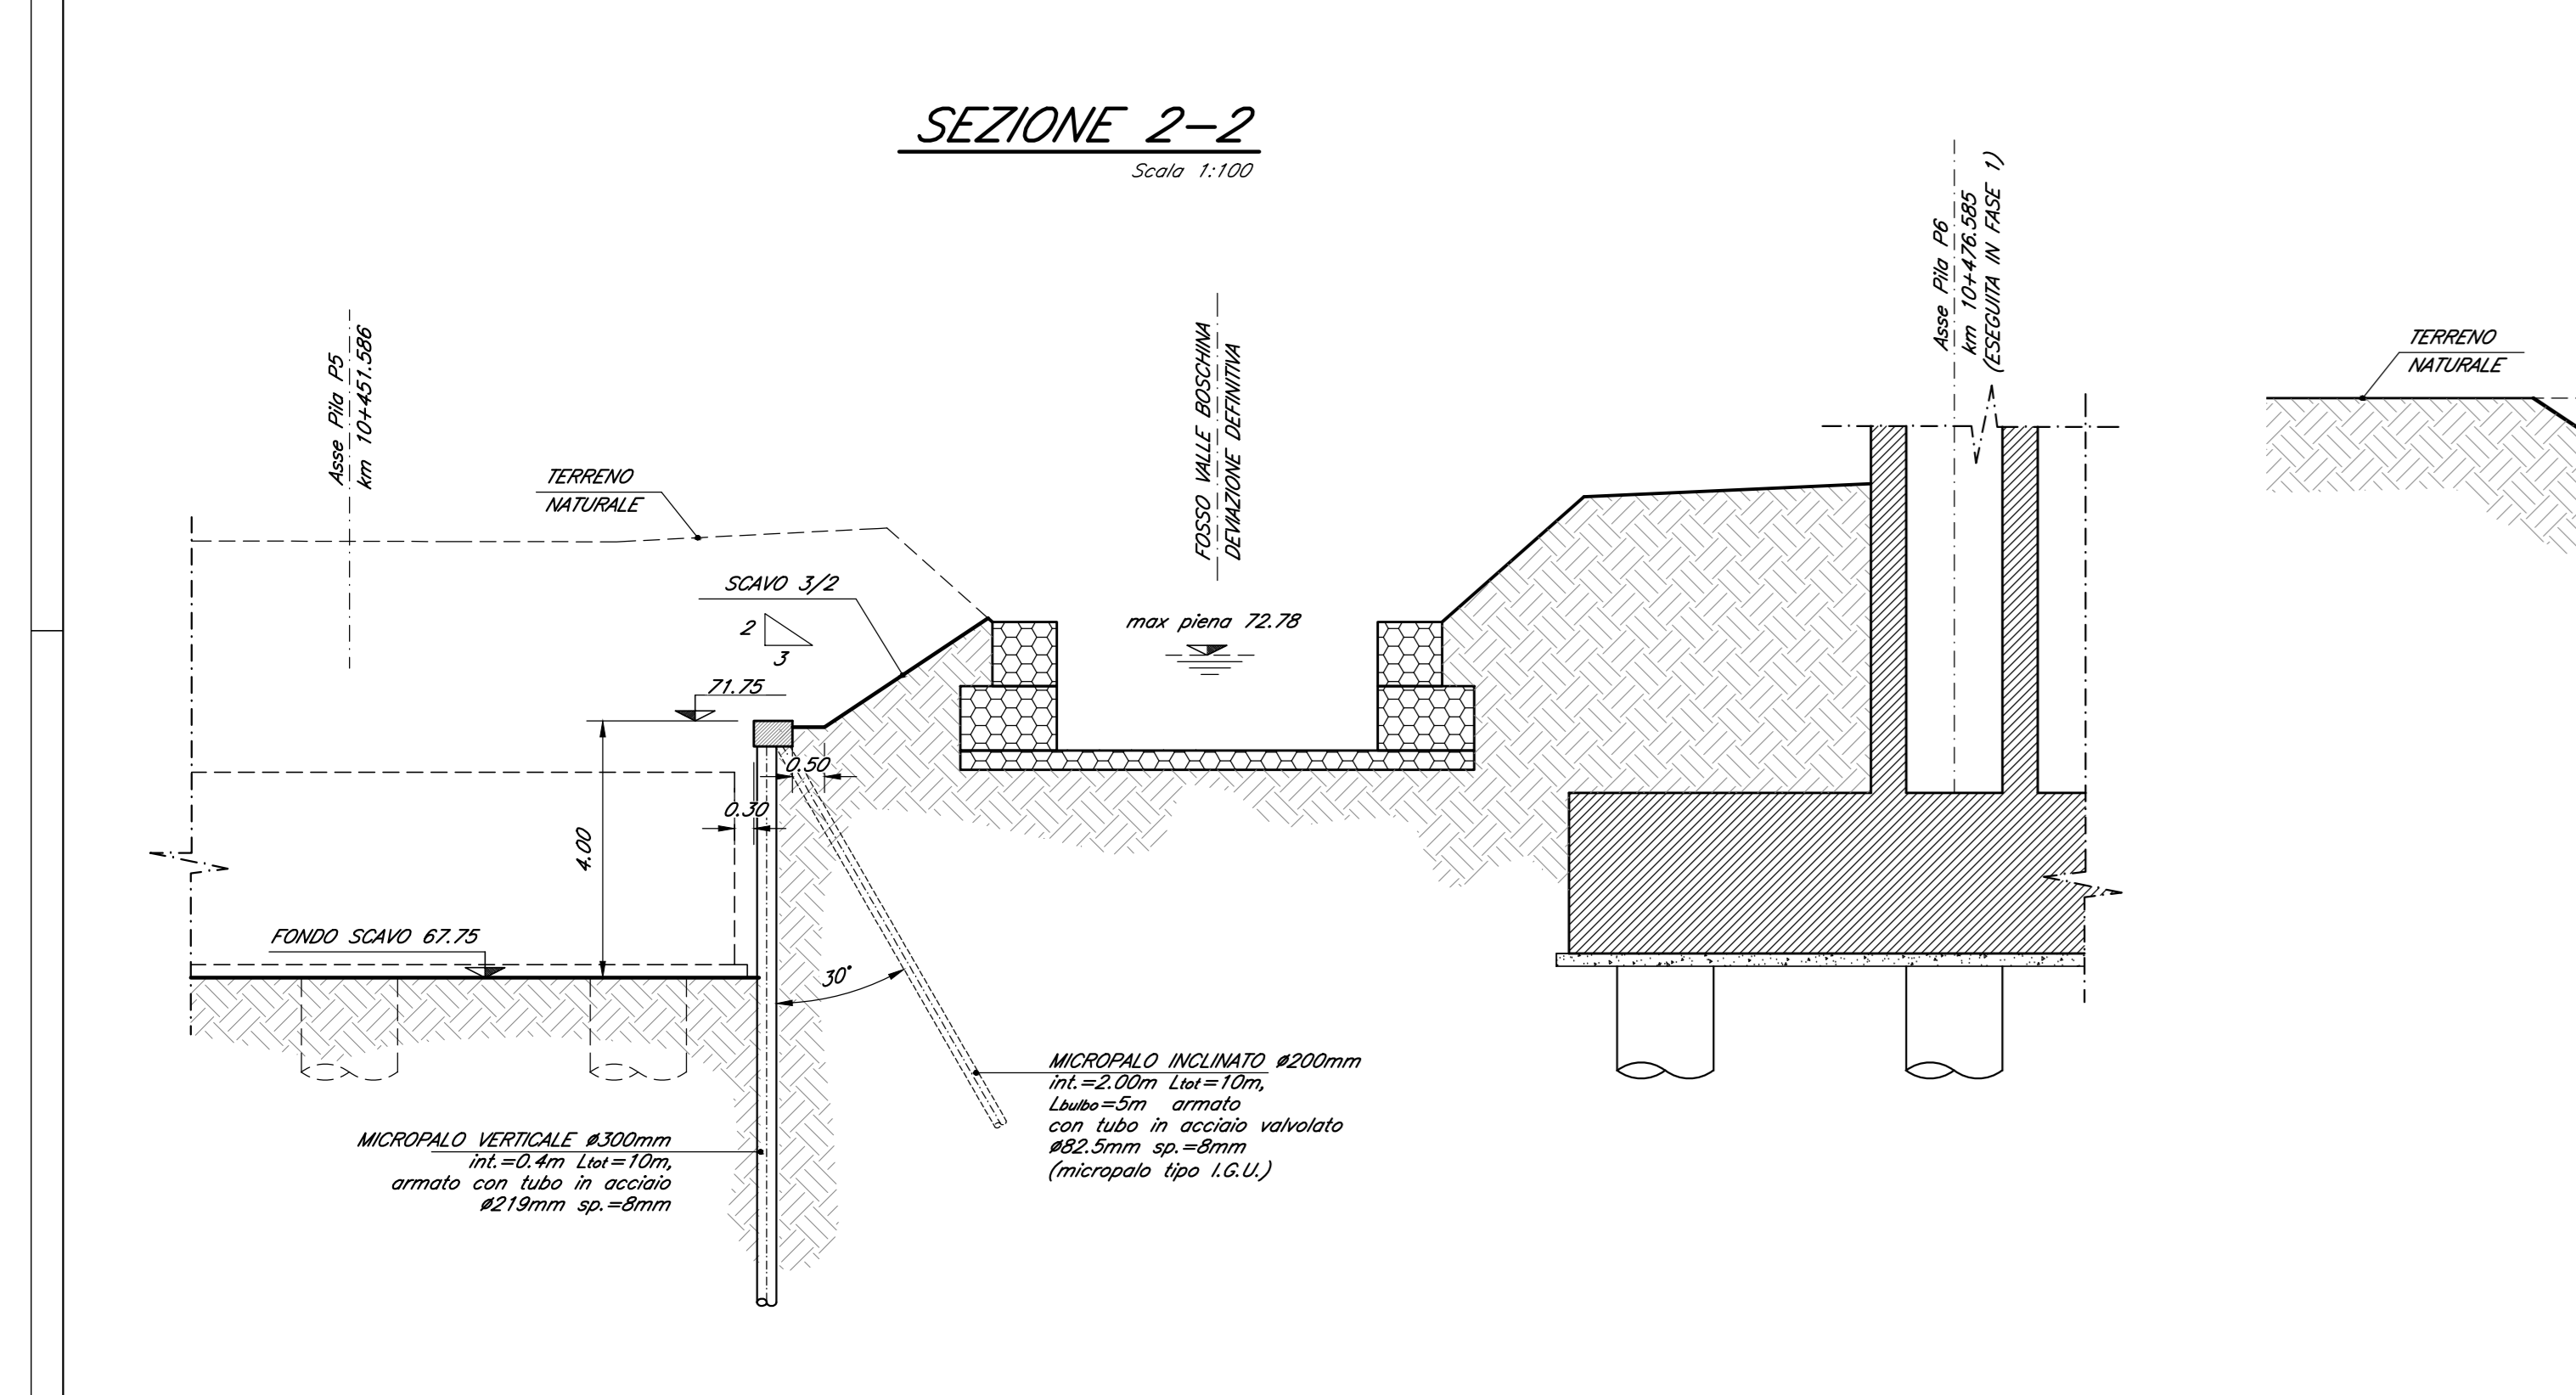 SEZIONE 2-2
Scala 1:100
Asse Pila P5
km 10+451.586
TERRENO
NATURALE
SCAVO 3/2
2
3
71.75
0.50
0.30
4.00
FONDO SCAVO 67.75
30°
MICROPALO VERTICALE ø300mm
int.=0.4m Ltot=10m,
armato con tubo in acciaio
ø219mm sp.=8mm
MICROPALO INCLINATO ø200mm
int.=2.00m Ltot=10m,
Lbulbo=5m armato
con tubo in acciaio valvolato
ø82.5mm sp.=8mm
(micropalo tipo I.G.U.)
FOSSO VALLE BOSCHINA
DEVIAZIONE DEFINITIVA
max piena 72.78
Asse Pila P6
km 10+476.585
(ESEGUITA IN FASE 1)
TERRENO
NATURALE